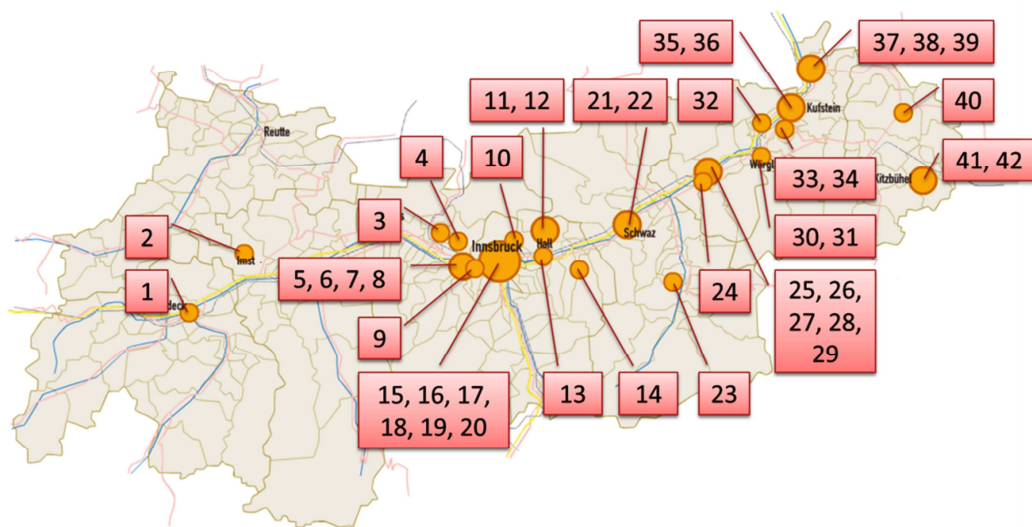 35, 36
37, 38, 39
11, 12
21, 22
32
40
Kufstein
Reutte
4
10
41, 42
33, 34
2
3
Innsbruck
Hall
Schwaz
30, 31
Imst
5, 6, 7, 8
24
25, 26,
27, 28,
29
1
9
15, 16, 17,
18, 19, 20
13
14
23